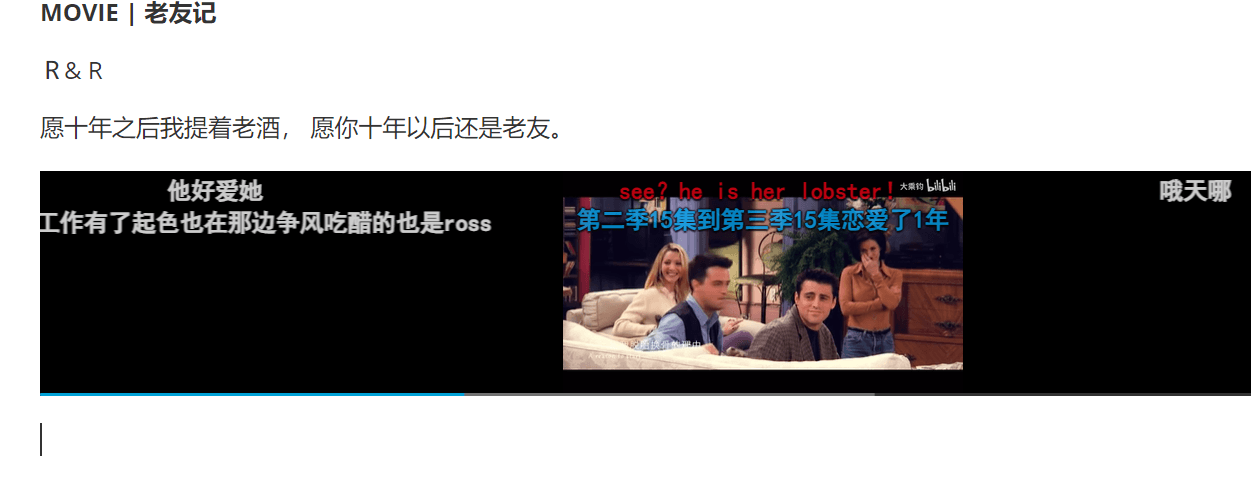 MOVIE | 老友记
R & R
愿十年之后我提着老酒， 愿你十年以后还是老友。
他好爱她
see? he is her lobster!
大乘钧 bilibili
哦天哪
工作有了起色也在那边争风吃醋的也是ross
第二季15集到第三季15集恋爱了1年